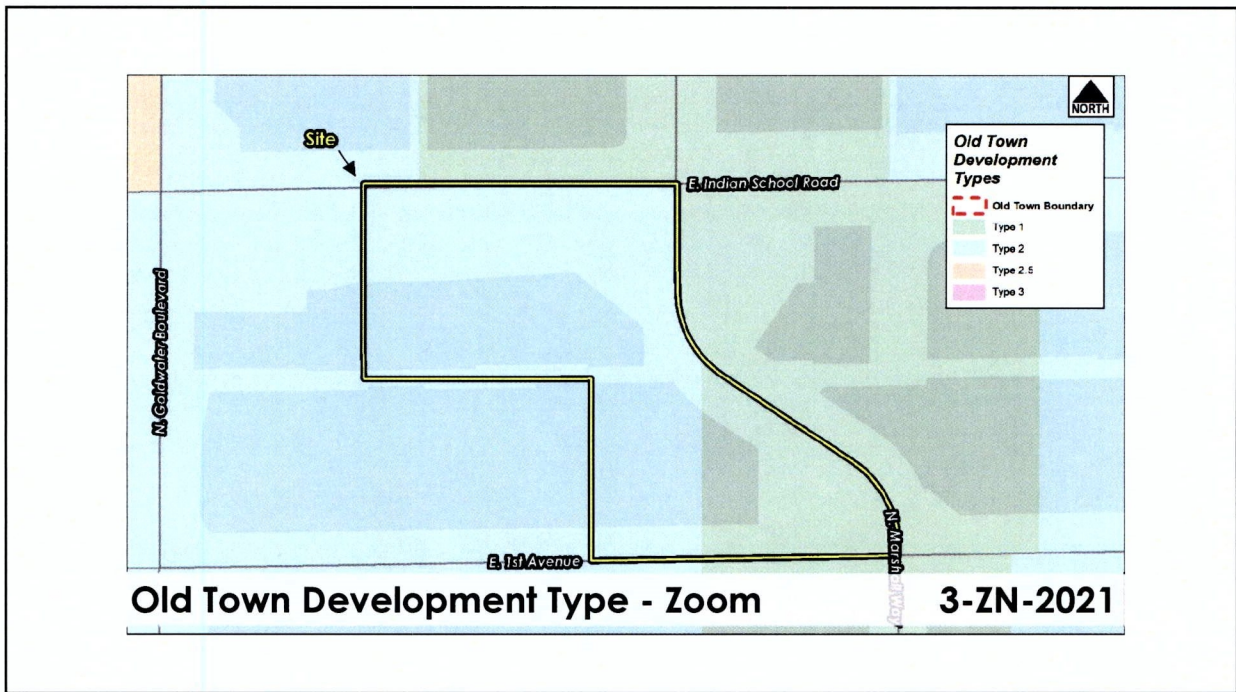 NORTH
Site
Old Town
Development
Types
Old Town Boundary
Type 1
Type 2
Type 2.5
Type 3
E. Indian School Road
N. Goldwater Boulevard
E. 1st Avenue
N. Marshall Way
Old Town Development Type - Zoom
3-ZN-2021